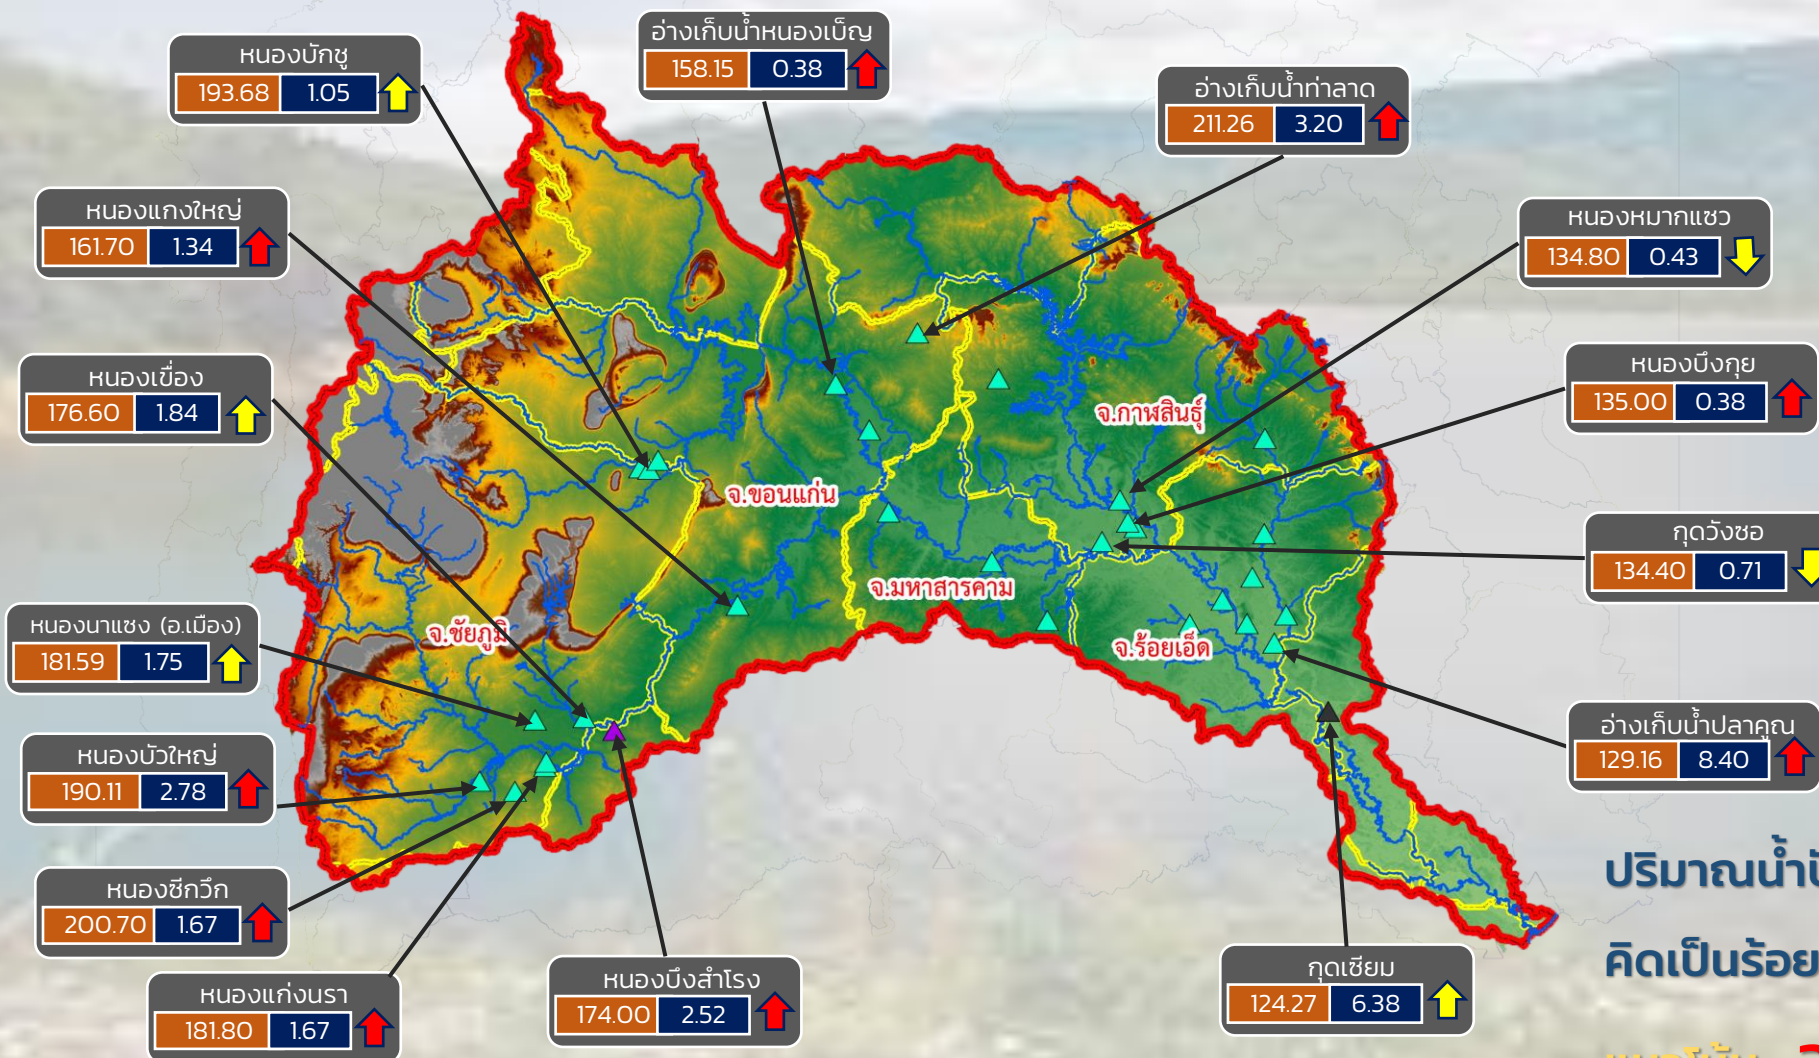 หนองบักซู
193.68 1.05
อ่างเก็บน้ำหนองเบ็ญ
158.15 0.38
อ่างเก็บน้ำท่าลาด
211.26 3.20
หนองแกงใหญ่
161.70 1.34
หนองหมากแซว
134.80 0.43
หนองเขื่อง
176.60 1.84
หนองบึงกุย
135.00 0.38
จ.กาฬสินธุ์
จ.ขอนแก่น
กุดวังซอ
134.40 0.71
จ.มหาสารคาม
หนองนาแซง (อ.เมือง)
181.59 1.75
จ.ชัยภูมิ
จ.ร้อยเอ็ด
อ่างเก็บน้ำปลาคูณ
129.16 8.40
หนองบัวใหญ่
190.11 2.78
ปริมาณน้ำ
หนองซีกวึก
200.70 1.67
คิดเป็นร้อย
หนองแก่งนรา
181.80 1.67
หนองบึงสำโรง
174.00 2.52
กุดเซียม
124.27 6.38